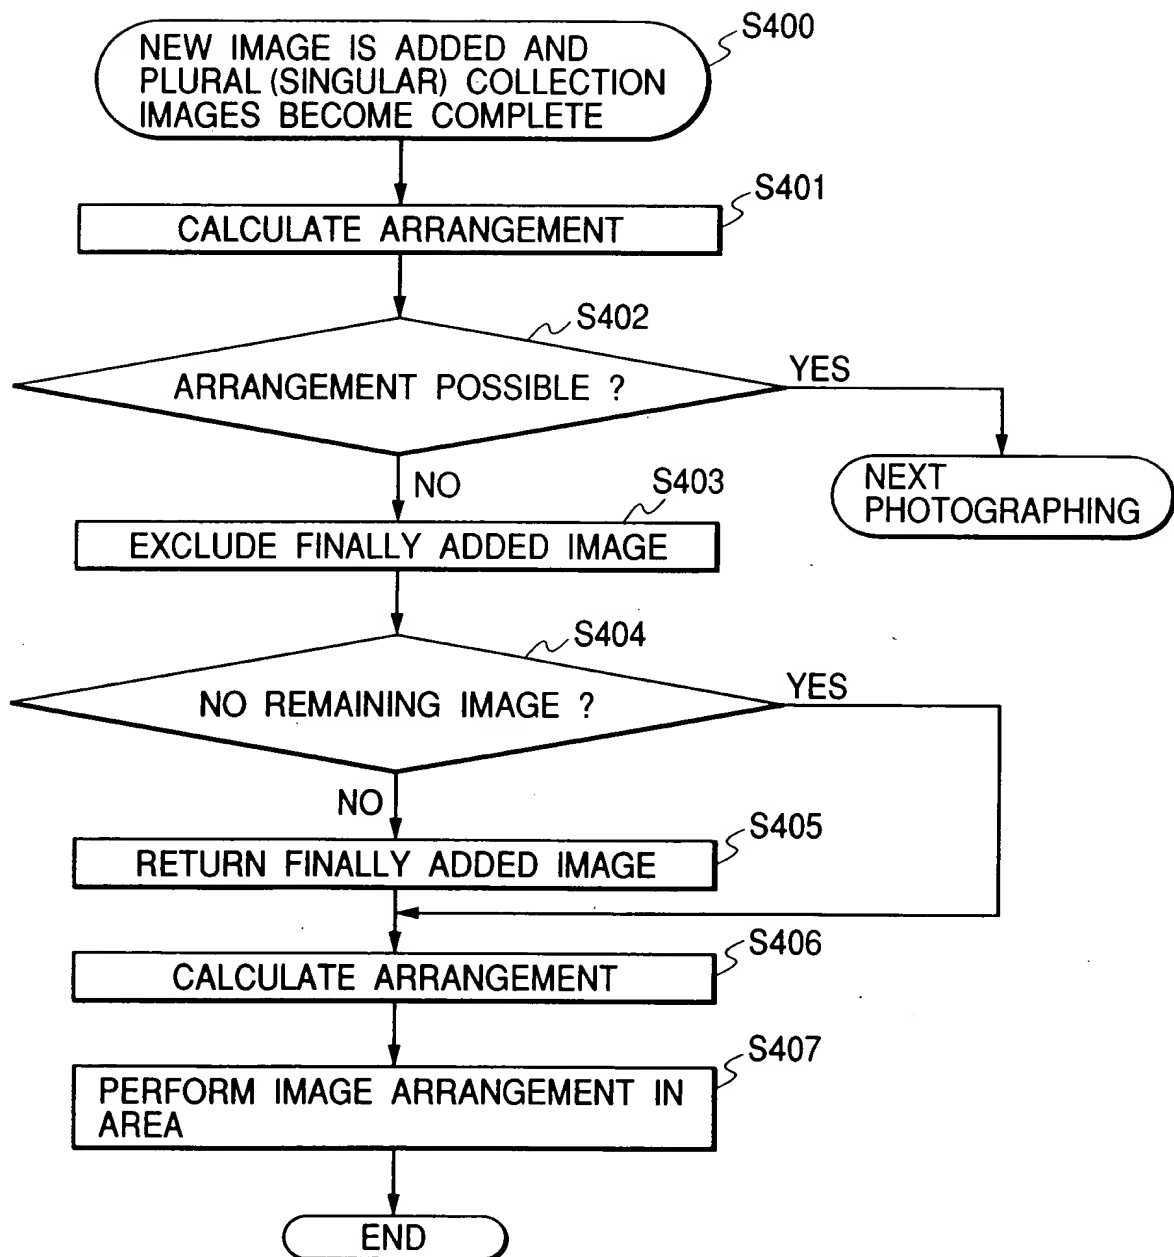 S400
NEW IMAGE IS ADDED AND
PLURAL (SINGULAR) COLLECTION
IMAGES BECOME COMPLETE
S401
CALCULATE ARRANGEMENT
S402
ARRANGEMENT POSSIBLE ?
YES
NO
NEXT
PHOTOGRAPHING
S403
EXCLUDE FINALLY ADDED IMAGE
S404
NO REMAINING IMAGE ?
YES
NO
S405
RETURN FINALLY ADDED IMAGE
S406
CALCULATE ARRANGEMENT
S407
PERFORM IMAGE ARRANGEMENT IN
AREA
END